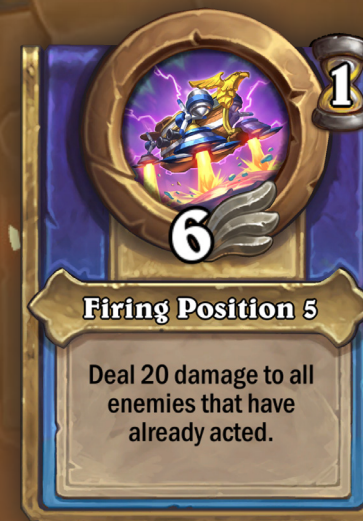 1
6
Firing Position 5
Deal 20 damage to all
enemies that have
already acted.